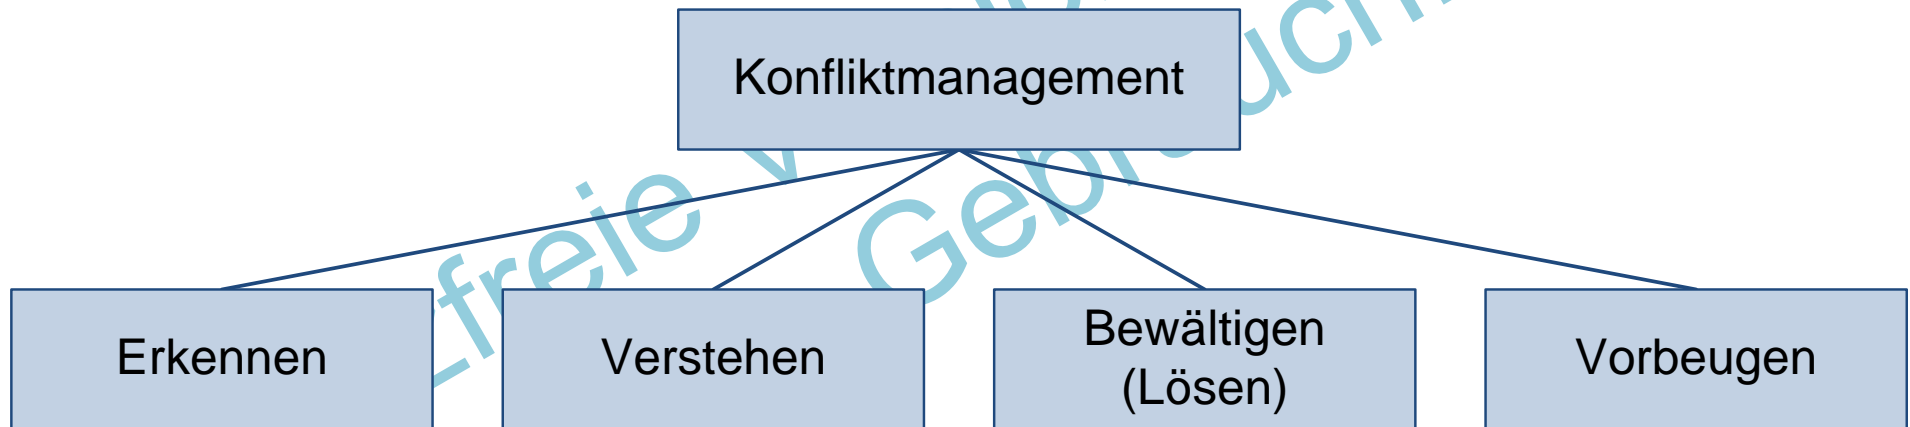 Konfliktmanagement
Erkennen
Verstehen
Bewältigen
(Lösen)
Vorbeugen